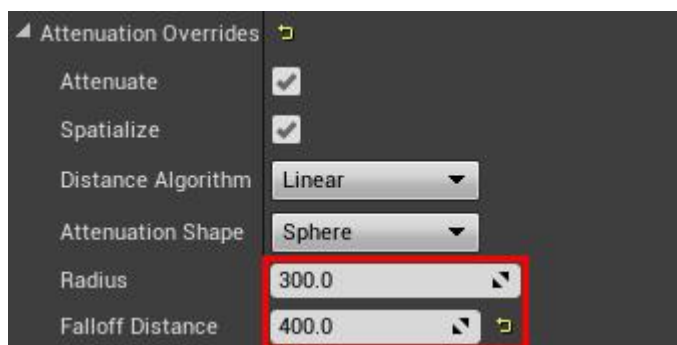 Attenuation Overrides
Attenuate
Spatialize
Distance Algorithm Linear
Attenuation Shape Sphere
Radius 300.0
Falloff Distance 400.0